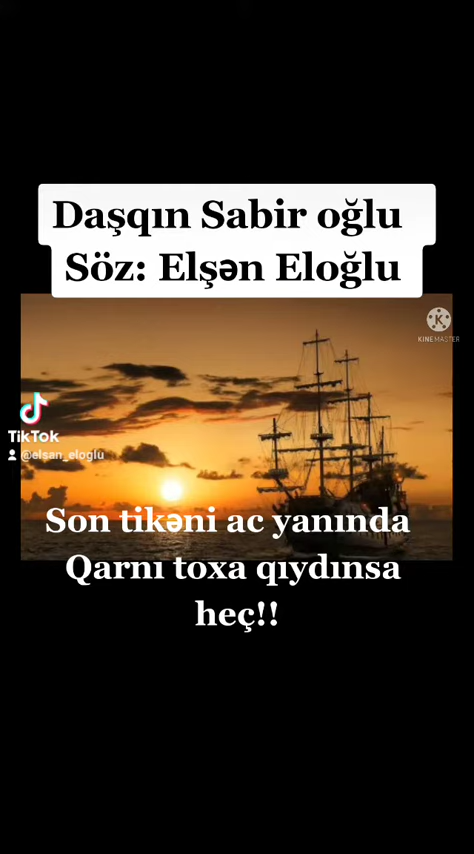 Daşqın Sabir oğlu
Söz: Elşən Eloğlu
KINEMASTER
TikTok
@elsan_eloglu
Son tikəni ac yanında
Qarnı toxa qıydınsa
heç!!